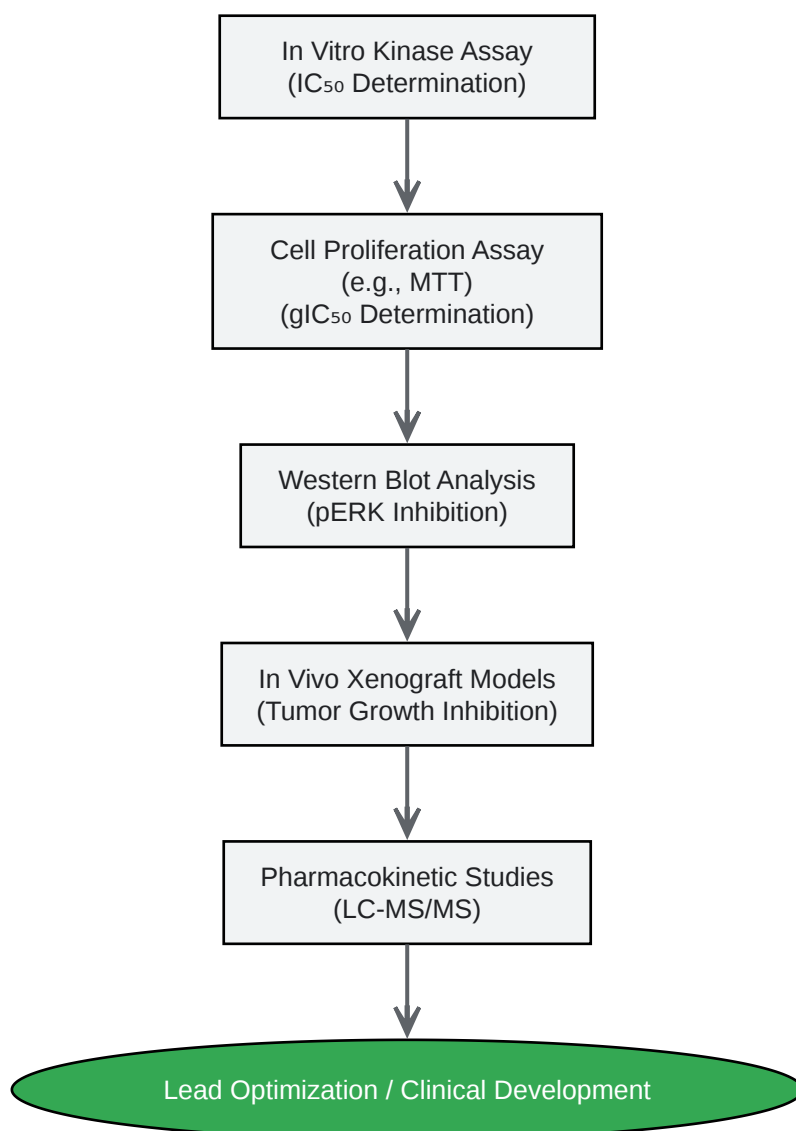 In Vitro Kinase Assay
(IC₅₀ Determination)
Cell Proliferation Assay
(e.g., MTT)
(gIC₅₀ Determination)
Western Blot Analysis
(pERK Inhibition)
In Vivo Xenograft Models
(Tumor Growth Inhibition)
Pharmacokinetic Studies
(LC-MS/MS)
Lead Optimization / Clinical Development